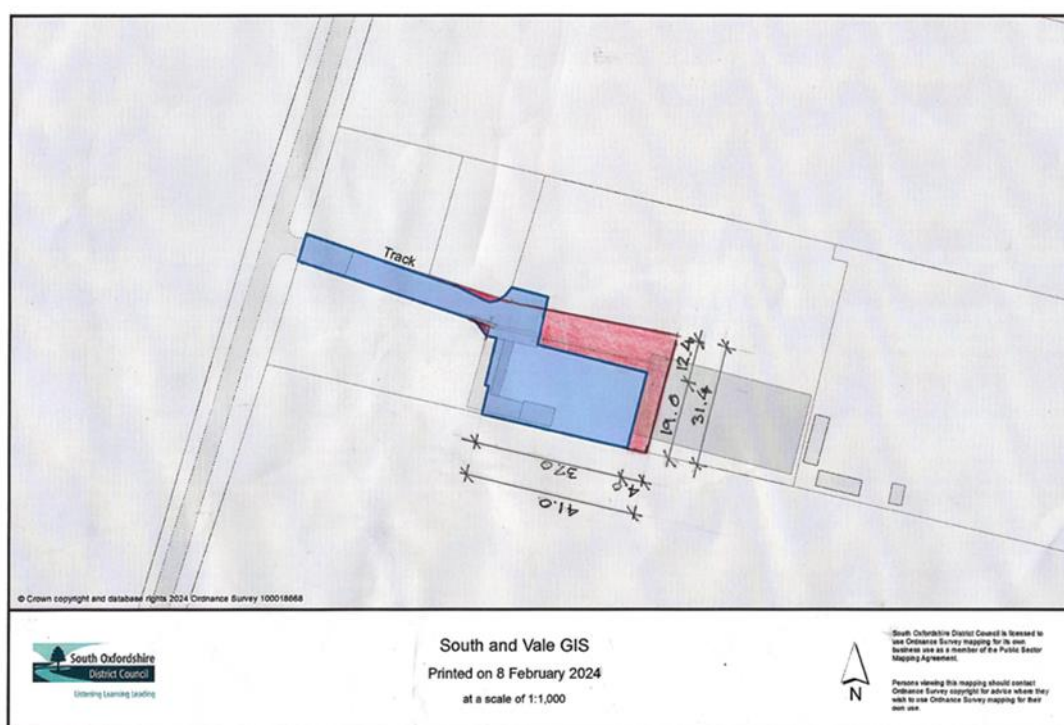 Track
12.4
19.0
31.4
37.0
4.0
41.0
© Crown copyright and database rights 2024 Ordnance Survey 100018668
South Oxfordshire
District Council
Listening Learning Leading
South and Vale GIS
Printed on 8 February 2024
at a scale of 1:1,000
N
South Oxfordshire District Council is licensed to
use Ordnance Survey mapping for its own
business use as a member of the Public Sector
Mapping Agreement.
Persons viewing this mapping should contact
Ordnance Survey copyright for advice where they
wish to use Ordnance Survey mapping for their
own use.